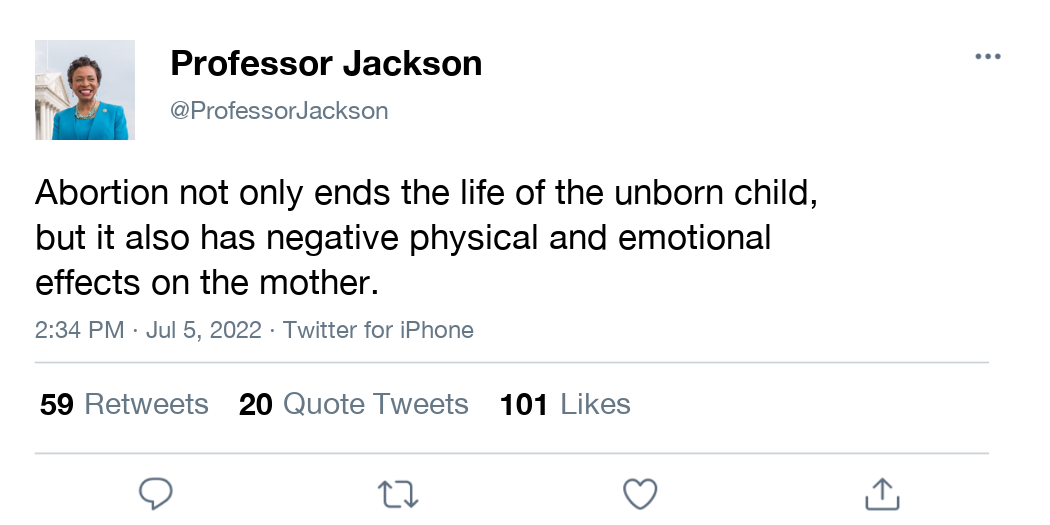 Professor Jackson
@ProfessorJackson
Abortion not only ends the life of the unborn child,
but it also has negative physical and emotional
effects on the mother.
2:34 PM · Jul 5, 2022 · Twitter for iPhone
59 Retweets 20 Quote Tweets 101 Likes